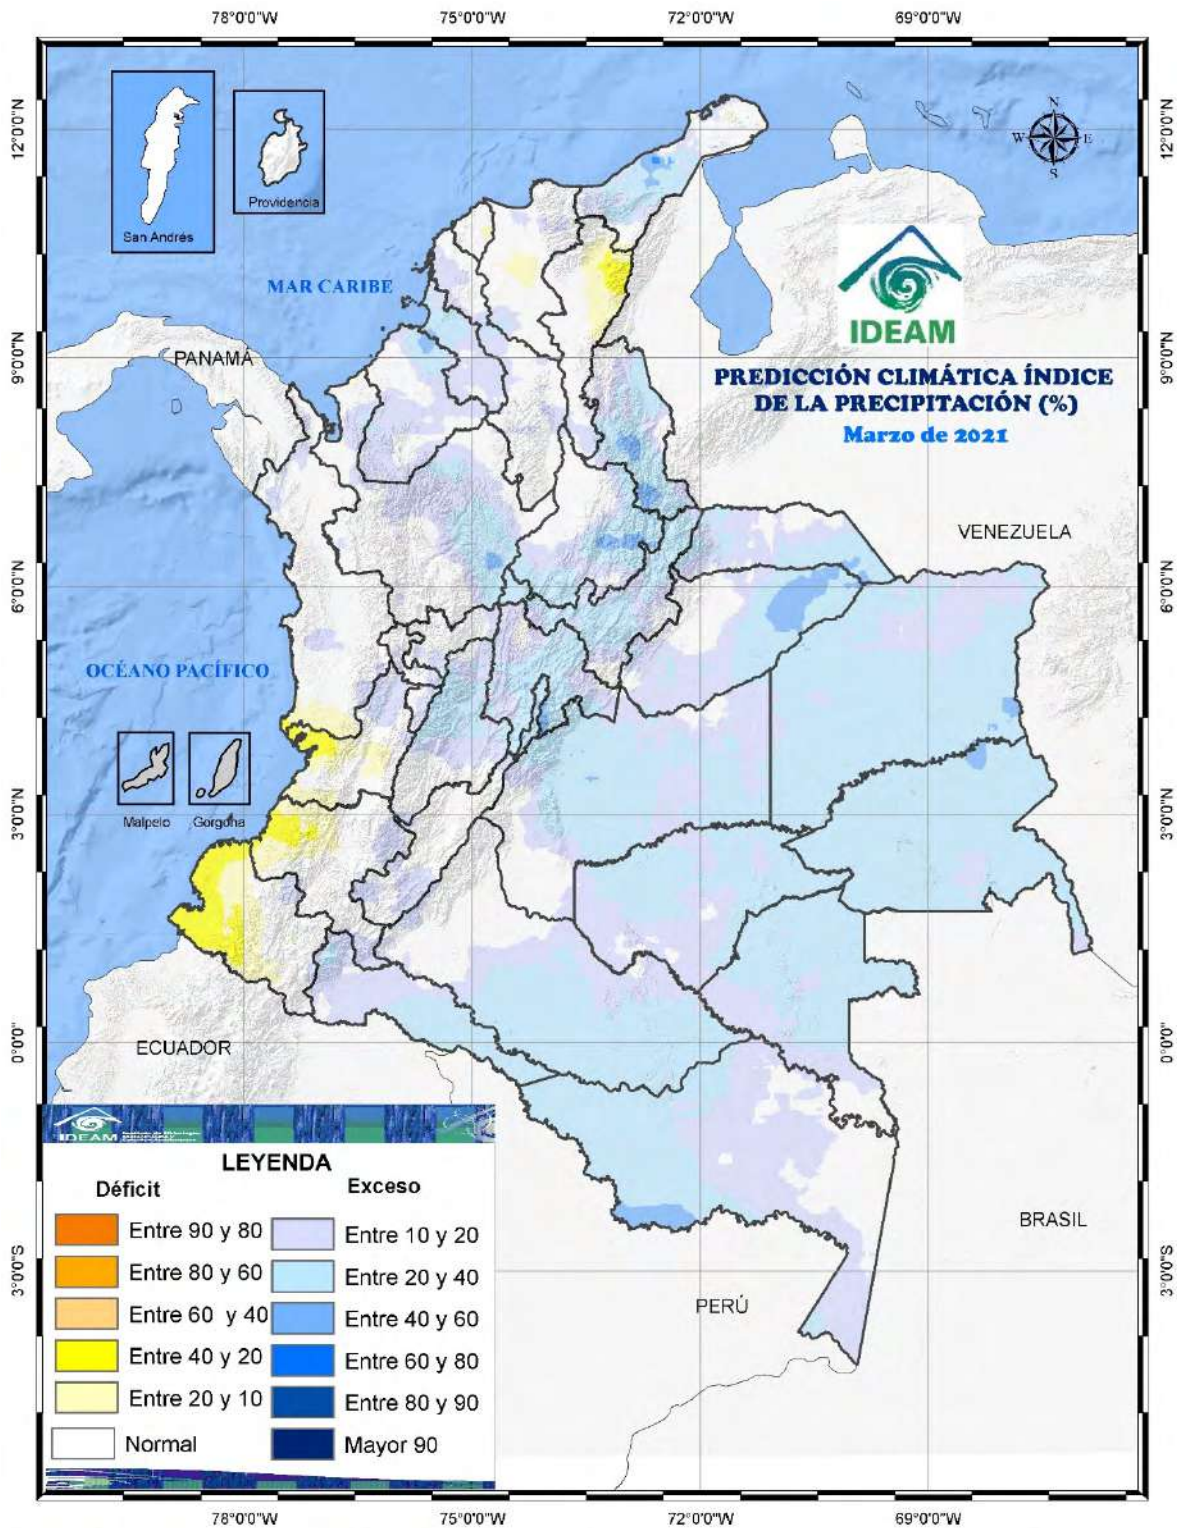 78°0'0"W 75°0'0"W 72°0'0"W 69°0'0"W
12°0'0"N 12°0'0"N
N
W E
S
San Andrés
Providencia
MAR CARIBE
IDEAM
PREDICCIÓN CLIMÁTICA ÍNDICE
DE LA PRECIPITACIÓN (%)
Marzo de 2021
PANAMÁ
9°0'0"N 9°0'0"N
VENEZUELA
6°0'0"N 6°0'0"N
OCÉANO PACÍFICO
Malpelo Gorgona
3°0'0"N 3°0'0"N
ECUADOR
0°0'0" 0°0'0"
IDEAM
LEYENDA
Déficit Exceso
Entre 90 y 80 Entre 10 y 20
Entre 80 y 60 Entre 20 y 40
Entre 60 y 40 Entre 40 y 60
Entre 40 y 20 Entre 60 y 80
Entre 20 y 10 Entre 80 y 90
Normal Mayor 90
BRASIL
3°0'0"S 3°0'0"S
PERÚ
78°0'0"W 75°0'0"W 72°0'0"W 69°0'0"W